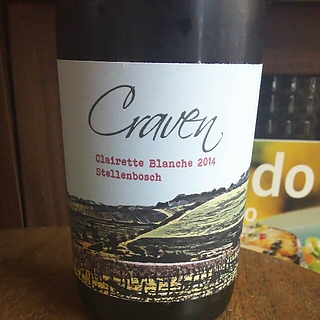 Craven
Clairette Blanche 2014
Stellenbosch
do
o